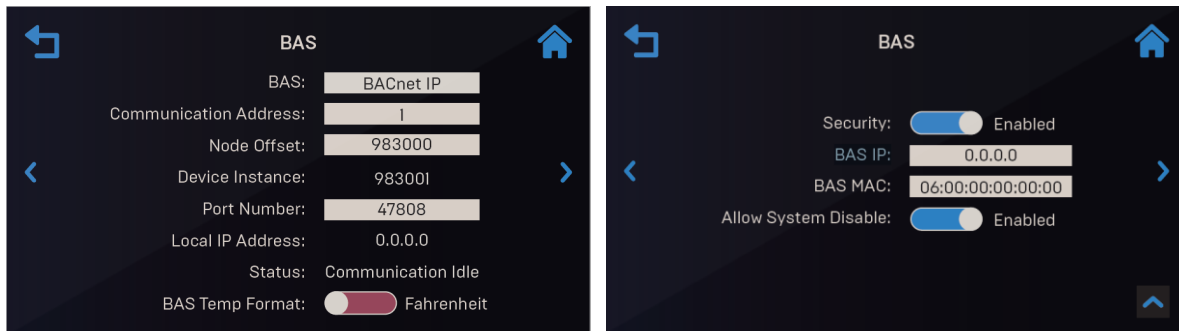 BAS
BAS: BACnet IP
Communication Address: 1
Node Offset: 983000
Device Instance: 983001
Port Number: 47808
Local IP Address: 0.0.0.0
Status: Communication Idle
BAS Temp Format: Fahrenheit
BAS
Security: Enabled
BAS IP: 0.0.0.0
BAS MAC: 06:00:00:00:00:00
Allow System Disable: Enabled